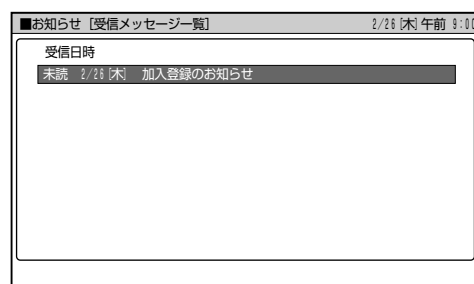 ■お知らせ［受信メッセージ一覧］ 2/26[木]午前 9:00
受信日時
未読 2/26[木] 加入登録のお知らせ